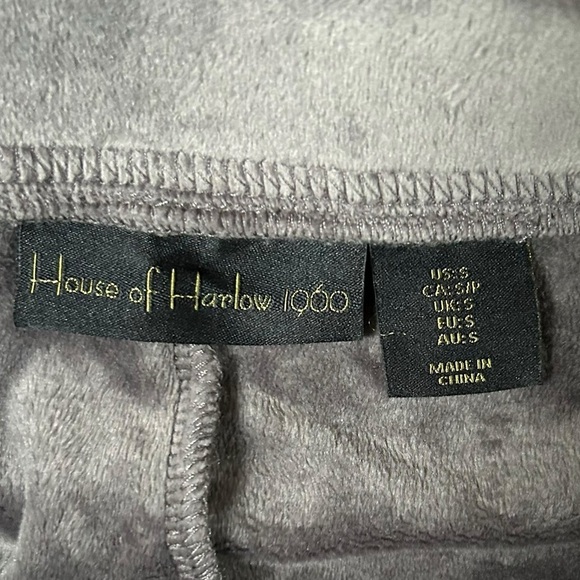 House of Harlow 1960
US: S
CA: S/P
UK: S
EU: S
AU: S
MADE IN
CHINA